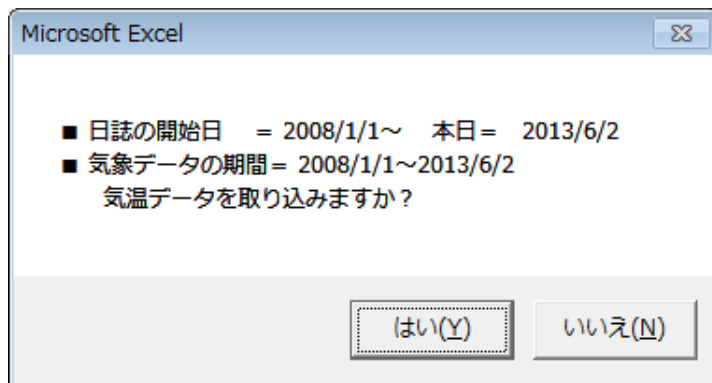 Microsoft Excel
■ 日誌の開始日　= 2008/1/1～　本日=　2013/6/2
■ 気象データの期間= 2008/1/1～2013/6/2
気温データを取り込みますか？
はい(Y)　いいえ(N)